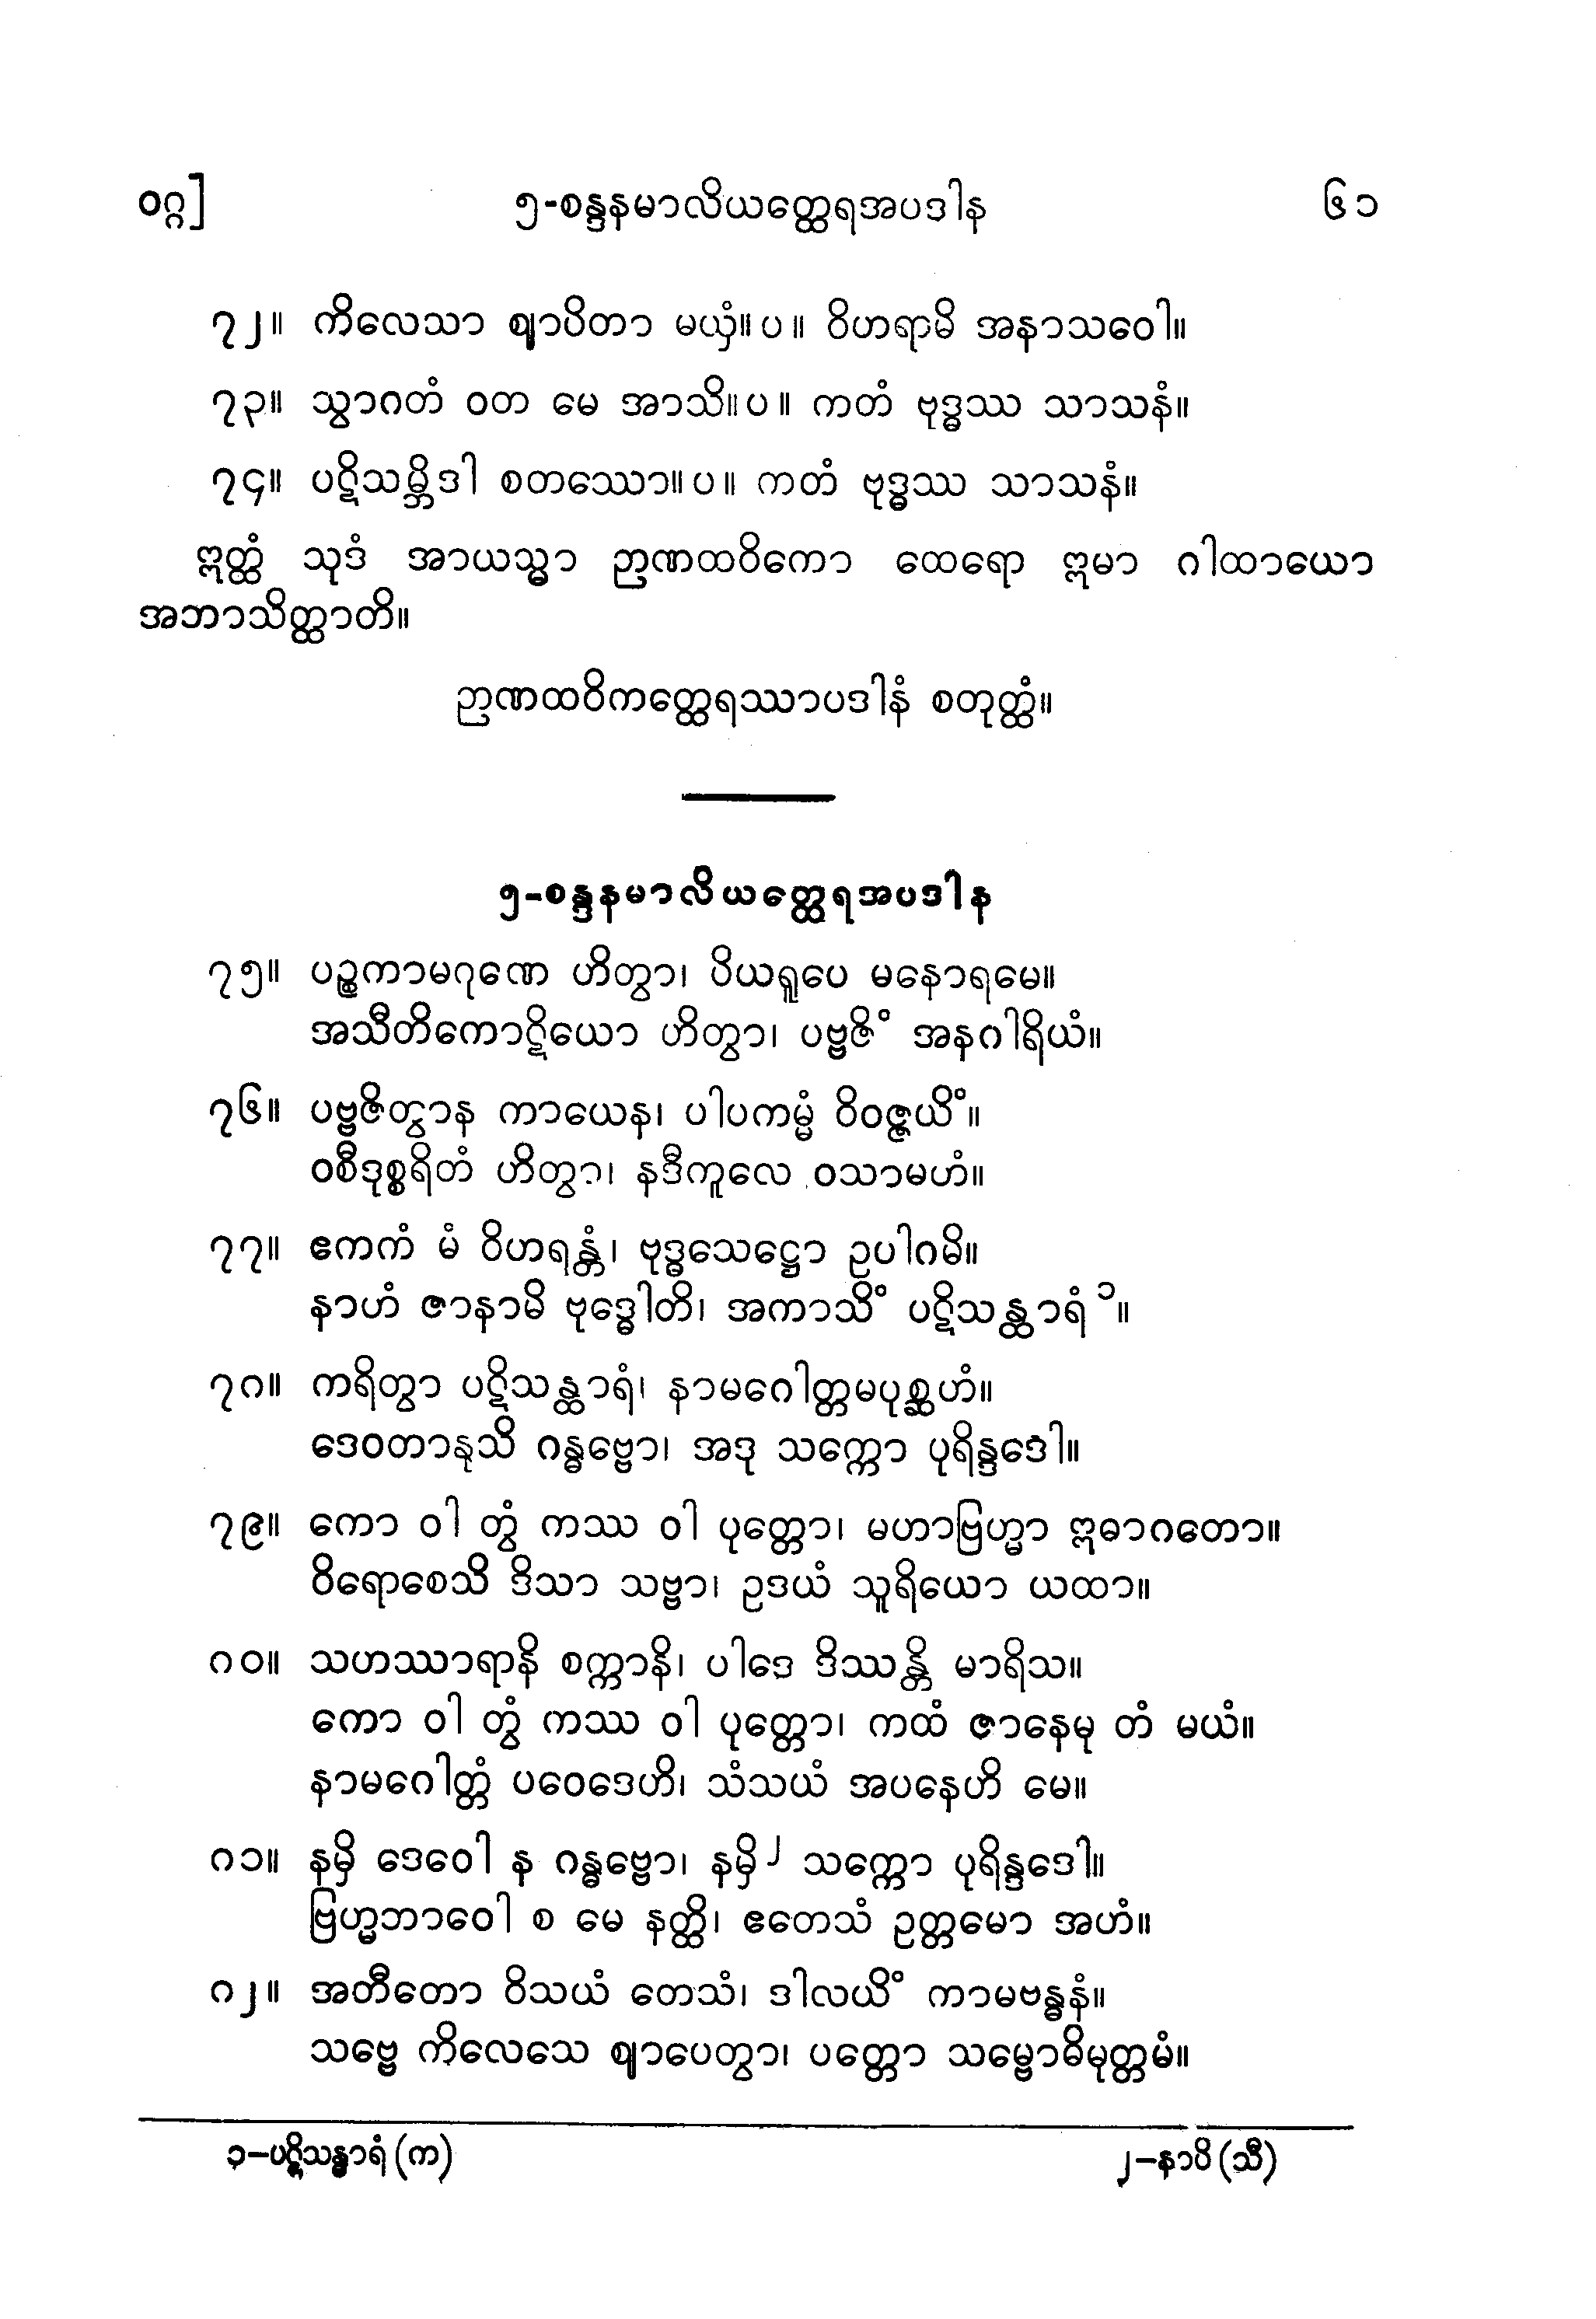 ဝဂ္ဂ] ၅-စန္ဒနမာလိယတ္ထေရအပဒါန ၆၁
၇၂။ ကိလေသာ ဈာပိတာ မယှံ။ပ။ ဝိဟရာမိ အနာသဝေါ။
၇၃။ သွာဂတံ ဝတ မေ အာသိ။ပ။ ကတံ ဗုဒ္ဓဿ သာသနံ။
၇၄။ ပဋိသမ္ဘိဒါ စတဿော။ပ။ ကတံ ဗုဒ္ဓဿ သာသနံ။
ဣတ္ထံ သုဒံ အာယသ္မာ ဉာဏထဝိကော ထေရော ဣမာ ဂါထာယော
အဘာသိတ္ထာတိ။
ဉာဏထဝိကတ္ထေရဿာပဒါနံ စတုတ္ထံ။
၅-စန္ဒနမာလိယတ္ထေရအပဒါန
၇၅။ ပဉ္စကာမဂုဏေ ဟိတွာ၊ ပိယရူပေ မနောရမေ။
အသီတိကောဋိယော ဟိတွာ၊ ပဗ္ဗဇိံ အနဂါရိယံ။
၇၆။ ပဗ္ဗဇိတွာန ကာယေန၊ ပါပကမ္မံ ဝိဝဇ္ဇယိံ။
ဝစီဒုစ္စရိတံ ဟိတွာ၊ နဒီကူလေ ဝသာမဟံ။
၇၇။ ဧကကံ မံ ဝိဟရန္တံ၊ ဗုဒ္ဓသေဋ္ဌော ဥပါဂမိ။
နာဟံ ဇာနာမိ ဗုဒ္ဓေါတိ၊ အကာသိံ ပဋိသန္ထာရံ ၁။
၇၈။ ကရိတွာ ပဋိသန္ထာရံ၊ နာမဂေါတ္တမပုစ္ဆဟံ။
ဒေဝတာနုသိ ဂန္ဓဗ္ဗော၊ အဒု သက္ကော ပုရိန္ဒဒေါ။
၇၉။ ကော ဝါ တွံ ကဿ ဝါ ပုတ္တော၊ မဟာဗြဟ္မာ ဣဓာဂတော။
ဝိရောစေသိ ဒိသာ သဗ္ဗာ၊ ဥဒယံ သူရိယော ယထာ။
၈၀။ သဟဿာရာနိ စက္ကာနိ၊ ပါဒေ ဒိဿန္တိ မာရိသ။
ကော ဝါ တွံ ကဿ ဝါ ပုတ္တော၊ ကထံ ဇာနေမု တံ မယံ။
နာမဂေါတ္တံ ပဝေဒေဟိ၊ သံသယံ အပနေဟိ မေ။
၈၁။ နမှိ ဒေဝေါ န ဂန္ဓဗ္ဗော၊ နမှိ ၂ သက္ကော ပုရိန္ဒဒေါ။
ဗြဟ္မဘာဝေါ စ မေ နတ္ထိ၊ ဧတေသံ ဥတ္တမော အဟံ။
၈၂။ အတီတော ဝိသယံ တေသံ၊ ဒါလယိံ ကာမဗန္ဓနံ။
သဗ္ဗေ ကိလေသေ ဈာပေတွာ၊ ပတ္တော သမ္ဗောဓိမုတ္တမံ။
၁–ပဋ္ဋိသန္ဓာရံ (က) ၂–နာပိ (သီ)